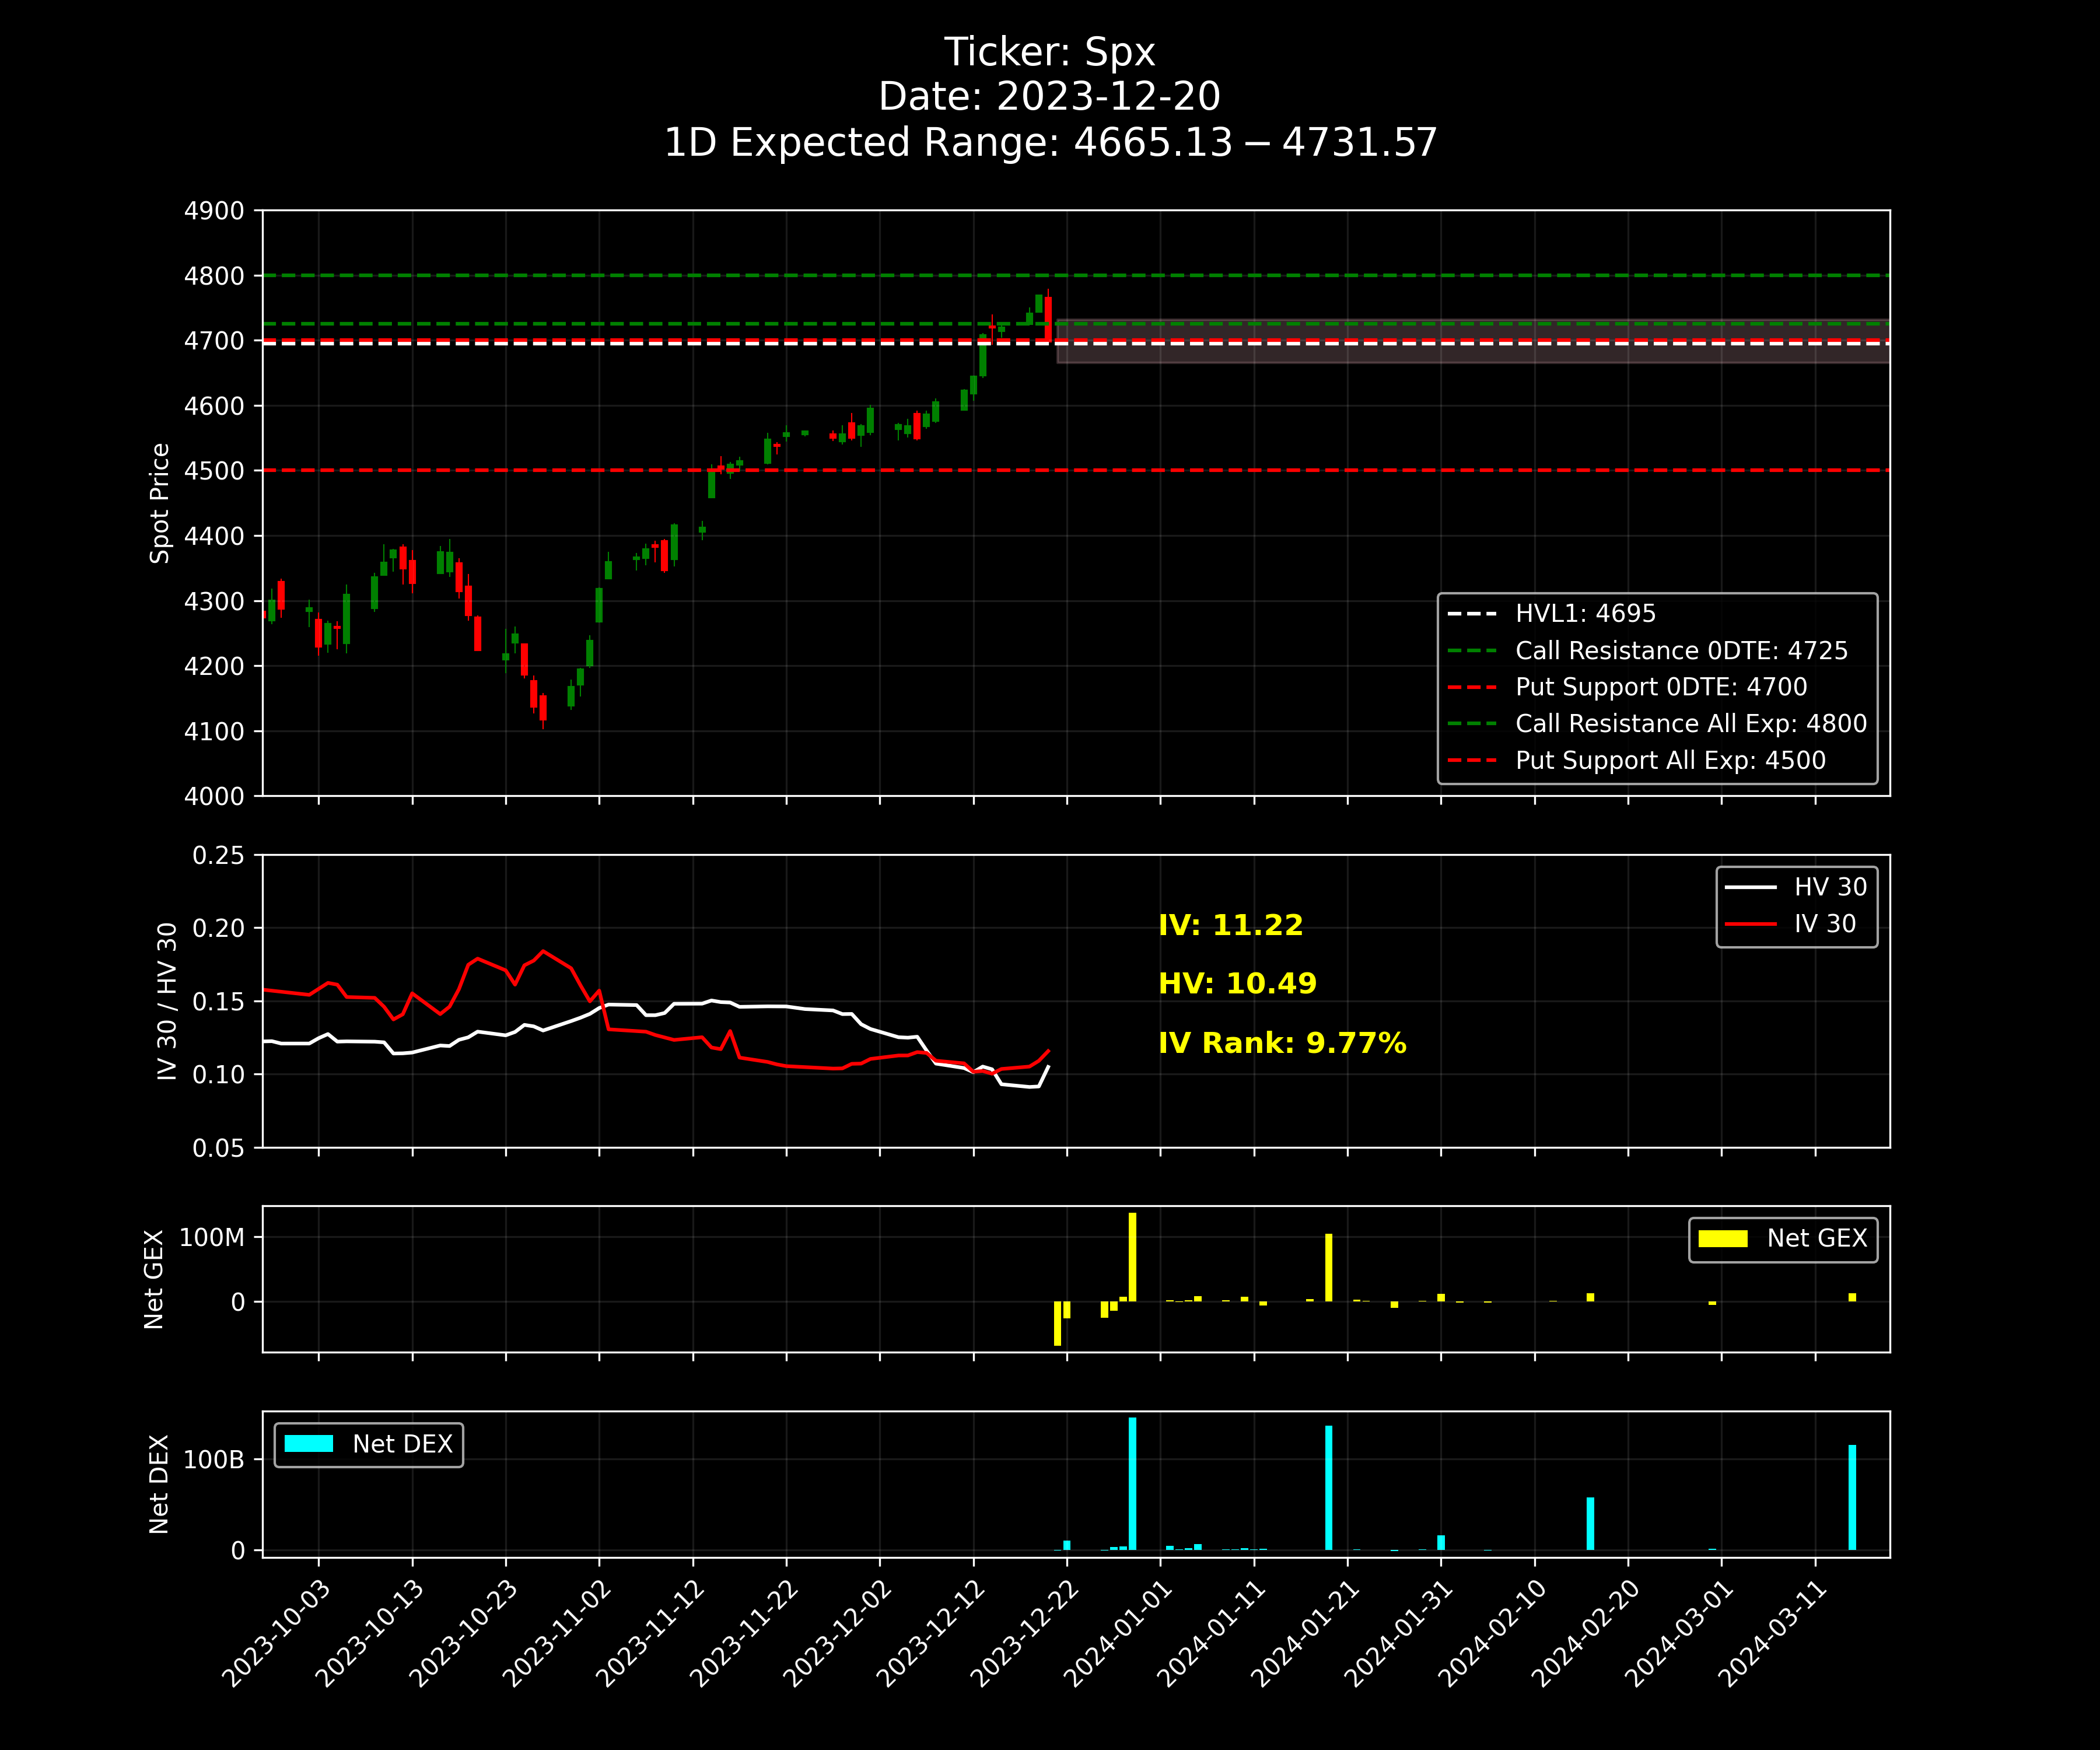 Ticker: Spx
Date: 2023-12-20
1D Expected Range: 4665.13 − 4731.57
4900
4800
4700
4600
4500
4400
4300
4200
4100
4000
Spot Price
HVL1: 4695
Call Resistance 0DTE: 4725
Put Support 0DTE: 4700
Call Resistance All Exp: 4800
Put Support All Exp: 4500
0.25
0.20
0.15
0.10
0.05
IV 30 / HV 30
IV: 11.22
HV: 10.49
IV Rank: 9.77%
HV 30
IV 30
100M
0
Net GEX
Net GEX
100B
0
Net DEX
Net DEX
2023-10-03
2023-10-13
2023-10-23
2023-11-02
2023-11-12
2023-11-22
2023-12-02
2023-12-12
2023-12-22
2024-01-01
2024-01-11
2024-01-21
2024-01-31
2024-02-10
2024-02-20
2024-03-01
2024-03-11